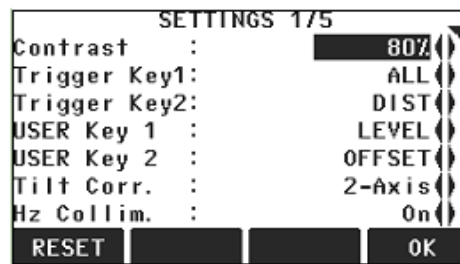 SETTINGS 1/5
Contrast : 80%
Trigger Key1: ALL
Trigger Key2: DIST
USER Key 1 : LEVEL
USER Key 2 : OFFSET
Tilt Corr. : 2-Axis
Hz Collim. : On
RESET OK